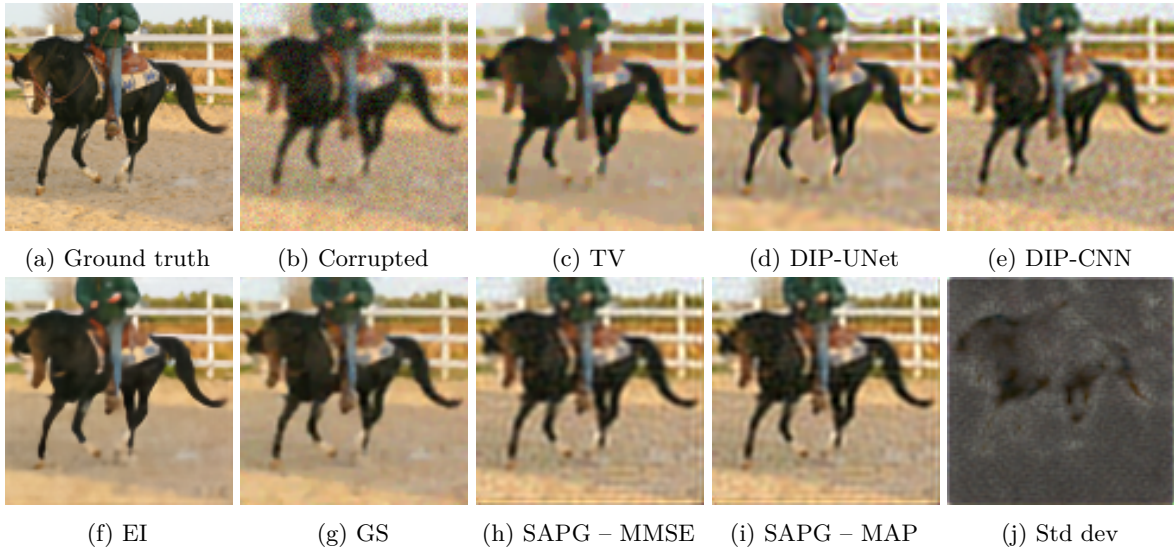 (a) Ground truth
(b) Corrupted
(c) TV
(d) DIP-UNet
(e) DIP-CNN
(f) EI
(g) GS
(h) SAPG – MMSE
(i) SAPG – MAP
(j) Std dev